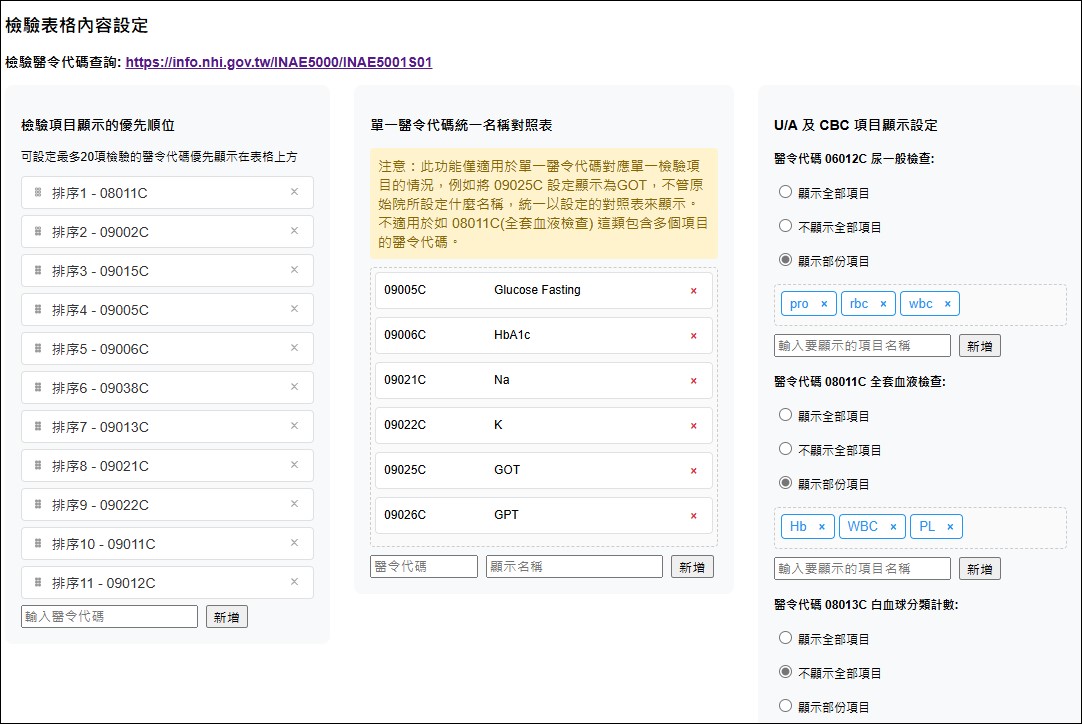 檢驗表格內容設定
檢驗醫令代碼查詢: https://info.nhi.gov.tw/INAE5000/INAE5001S01
檢驗項目顯示的優先順位
可設定最多20項檢驗的醫令代碼優先顯示在表格上方
排序1 - 08011C ×
排序2 - 09002C ×
排序3 - 09015C ×
排序4 - 09005C ×
排序5 - 09006C ×
排序6 - 09038C ×
排序7 - 09013C ×
排序8 - 09021C ×
排序9 - 09022C ×
排序10 - 09011C ×
排序11 - 09012C ×
輸入醫令代碼 新增
單一醫令代碼統一名稱對照表
注意：此功能僅適用於單一醫令代碼對應單一檢驗項
目的情況，例如將 09025C 設定顯示為GOT，不管原
始院所設定什麼名稱，統一以設定的對照表來顯示。
不適用於如 08011C(全套血液檢查) 這類包含多個項目
的醫令代碼。
09005C Glucose Fasting ×
09006C HbA1c ×
09021C Na ×
09022C K ×
09025C GOT ×
09026C GPT ×
醫令代碼 顯示名稱 新增
U/A 及 CBC 項目顯示設定
醫令代碼 06012C 尿一般檢查:
顯示全部項目
不顯示全部項目
顯示部份項目
pro × rbc × wbc ×
輸入要顯示的項目名稱 新增
醫令代碼 08011C 全套血液檢查:
顯示全部項目
不顯示全部項目
顯示部份項目
Hb × WBC × PL ×
輸入要顯示的項目名稱 新增
醫令代碼 08013C 白血球分類計數:
顯示全部項目
不顯示全部項目
顯示部份項目